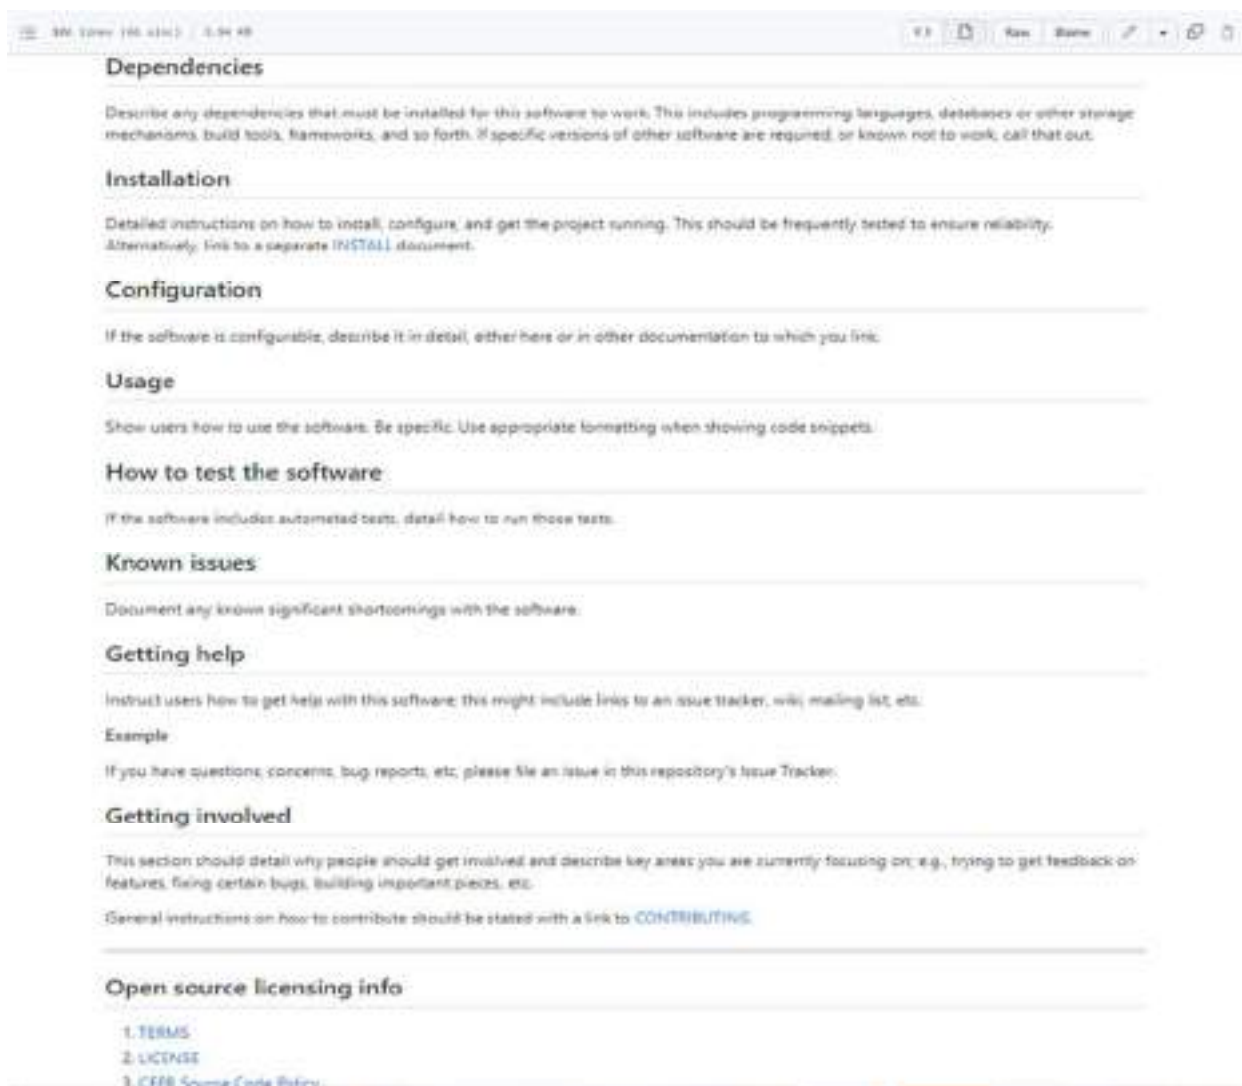 Raw Blame
Dependencies
Describe any dependencies that must be installed for this software to work. This includes programming languages, databases or other storage
mechanisms, build tools, frameworks, and so forth. If specific versions of other software are required, or known not to work, call that out.
Installation
Detailed instructions on how to install, configure, and get the project running. This should be frequently tested to ensure reliability.
Alternatively, link to a separate INSTALL document.
Configuration
If the software is configurable, describe it in detail, either here or in other documentation to which you link.
Usage
Show users how to use the software. Be specific. Use appropriate formatting when showing code snippets.
How to test the software
If the software includes automated tests, detail how to run those tests.
Known issues
Document any known significant shortcomings with the software.
Getting help
Instruct users how to get help with this software; this might include links to an issue tracker, wiki, mailing list, etc.
Example
If you have questions, concerns, bug reports, etc, please file an issue in this repository's Issue Tracker.
Getting involved
This section should detail why people should get involved and describe key areas you are currently focusing on; e.g., trying to get feedback on
features, fixing certain bugs, building important pieces, etc.
General instructions on how to contribute should be stated with a link to CONTRIBUTING.
Open source licensing info
1. TERMS
2. LICENSE
3. CFPB Source Code Policy